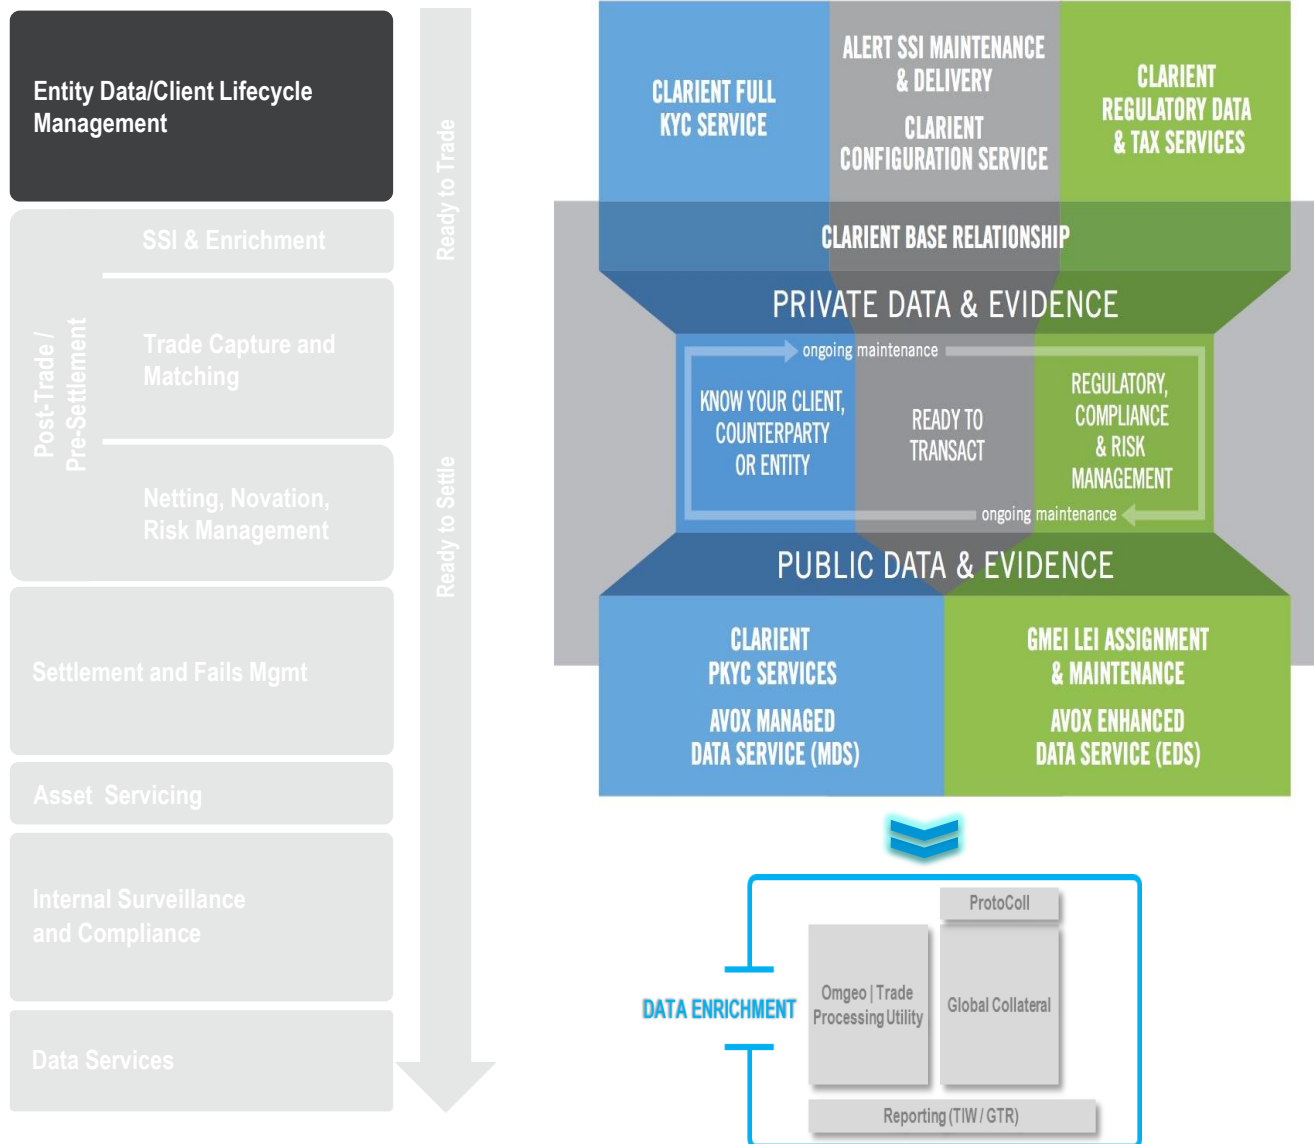 Entity Data/Client Lifecycle
Management
SSI & Enrichment
Post-Trade /
Pre-Settlement
Trade Capture and
Matching
Netting, Novation,
Risk Management
Settlement and Fails Mgmt
Asset Servicing
Internal Surveillance
and Compliance
Data Services
Ready to Trade
Ready to Settle
CLARIENT FULL
KYC SERVICE
ALERT SSI MAINTENANCE
& DELIVERY
CLARIENT
CONFIGURATION SERVICE
CLARIENT
REGULATORY DATA
& TAX SERVICES
CLARIENT BASE RELATIONSHIP
PRIVATE DATA & EVIDENCE
ongoing maintenance
KNOW YOUR CLIENT,
COUNTERPARTY
OR ENTITY
READY TO
TRANSACT
REGULATORY,
COMPLIANCE
& RISK
MANAGEMENT
ongoing maintenance
PUBLIC DATA & EVIDENCE
CLARIENT
PKYC SERVICES
AVOX MANAGED
DATA SERVICE (MDS)
GMEI LEI ASSIGNMENT
& MAINTENANCE
AVOX ENHANCED
DATA SERVICE (EDS)
DATA ENRICHMENT
ProtoColl
Omgeo | Trade
Processing Utility
Global Collateral
Reporting (TIW / GTR)